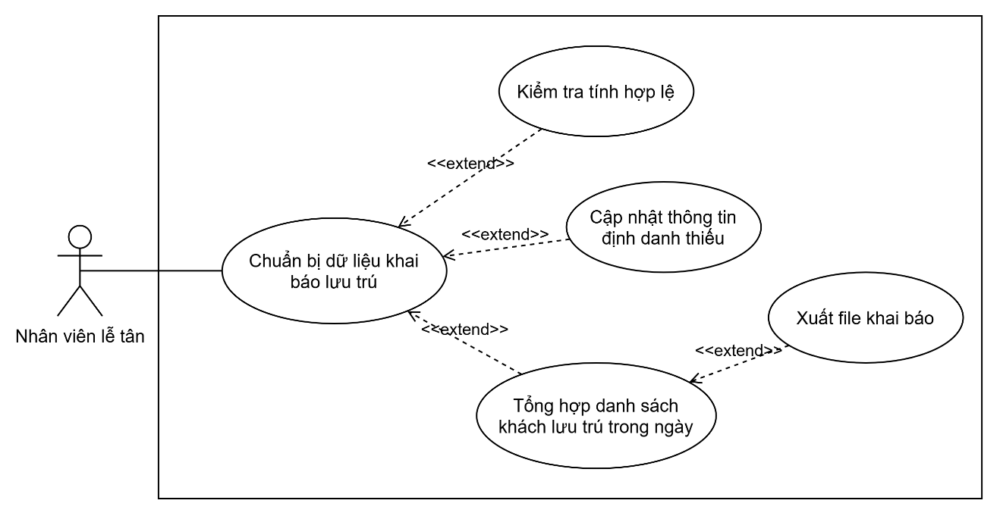 Kiểm tra tính hợp lệ
<<extend>>
Cập nhật thông tin
định danh thiếu
<<extend>>
Chuẩn bị dữ liệu khai
báo lưu trú
Nhân viên lễ tân
<<extend>>
Xuất file khai báo
<<extend>>
Tổng hợp danh sách
khách lưu trú trong ngày